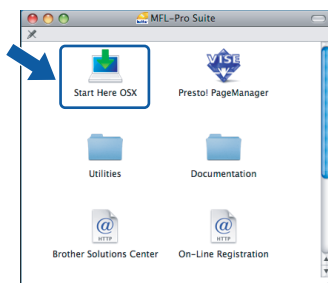 MFL-Pro Suite
VISE
Start Here OSX
Presto! PageManager
Utilities
Documentation
@
HTTP
@
HTTP
Brother Solutions Center
On-Line Registration